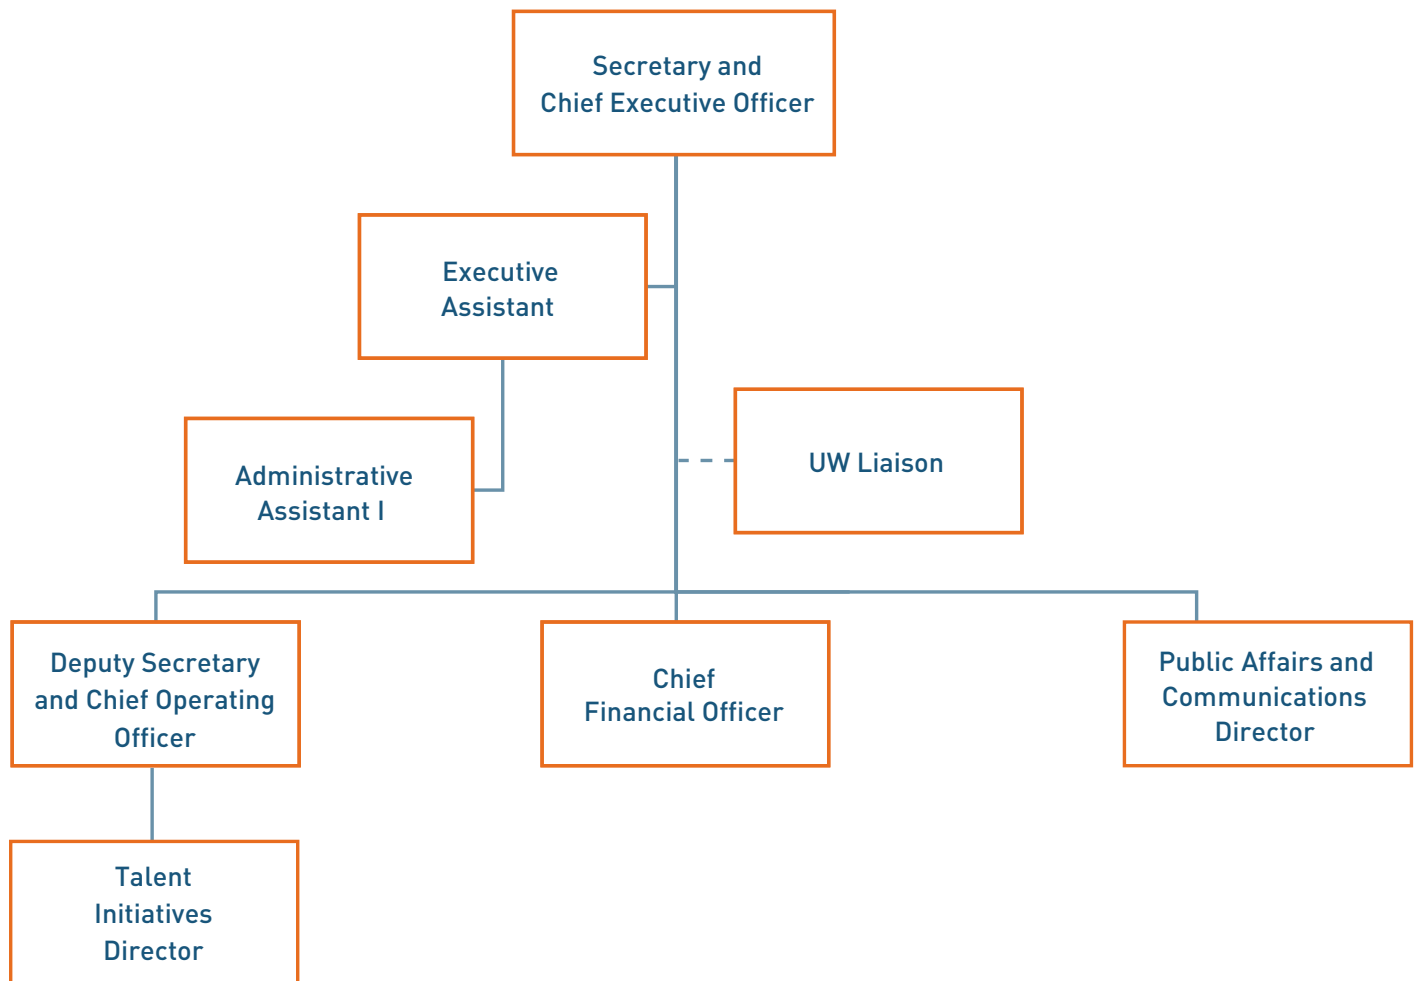 Secretary and
Chief Executive Officer
Executive
Assistant
UW Liaison
Administrative
Assistant I
Deputy Secretary
and Chief Operating
Officer
Chief
Financial Officer
Public Affairs and
Communications
Director
Talent
Initiatives
Director